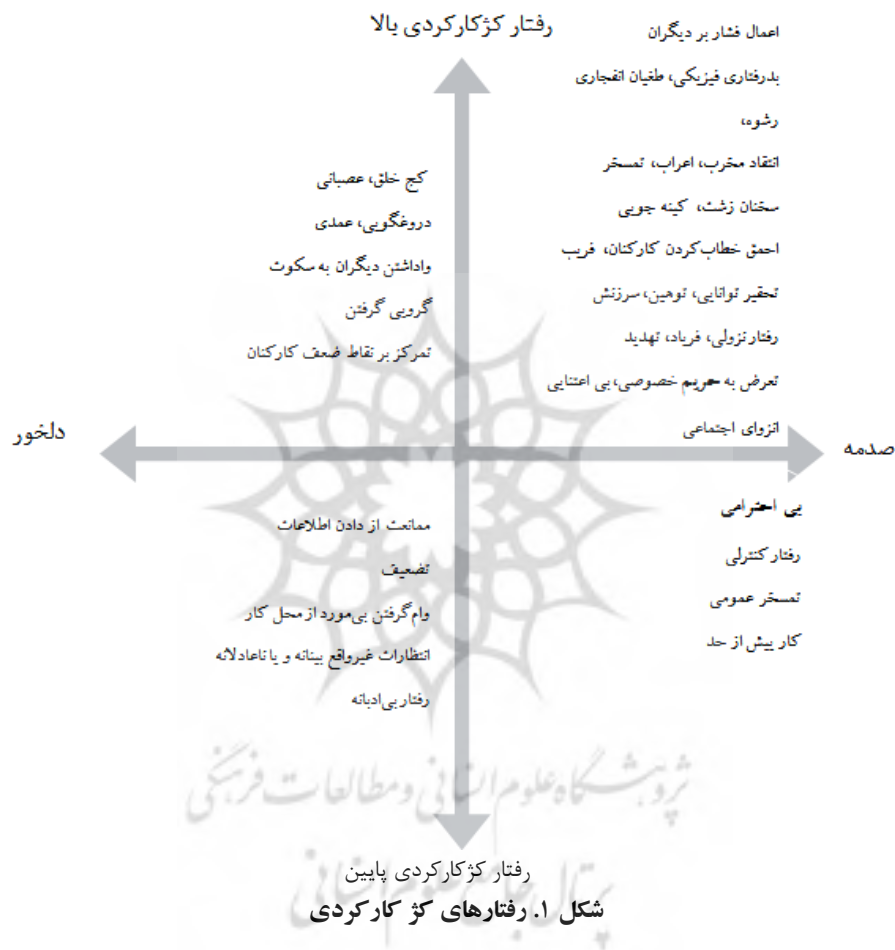 رفتار کژکارکردی بالا
اعمال فشار بر دیگران
بدرفتاری فیزیکی، طغیان انفجاری
رشوه،
انتقاد مخرب، اعراب، تمسخر
سخنان زشت، کینه جویی
احمق خطاب‌کردن کارکنان، فریب
تحقیر توانایی، توهین، سرزنش
رفتار نزولی، فریاد، تهدید
تعرض به حریم خصوصی، بی اعتنایی
انزوای اجتماعی
کج خلق، عصبانی
دروغگویی، عمدی
واداشتن دیگران به سکوت
گرویی گرفتن
تمرکز بر نقاط ضعف کارکنان
صدمه
دلخور
بی احترامی
رفتار کنترلی
تمسخر عمومی
کار بیش از حد
ممانعت از دادن اطلاعات
تضعیف
وام گرفتن بی‌مورد از محل کار
انتظارات غیرواقع بینانه و یا ناعادلانه
رفتار بی‌ادبانه
پژوهشگاه علوم انسانی و مطالعات فرهنگی
رفتار کژکارکردی پایین
پرتال جامع علوم انسانی
شکل ۱. رفتارهای کژ کارکردی